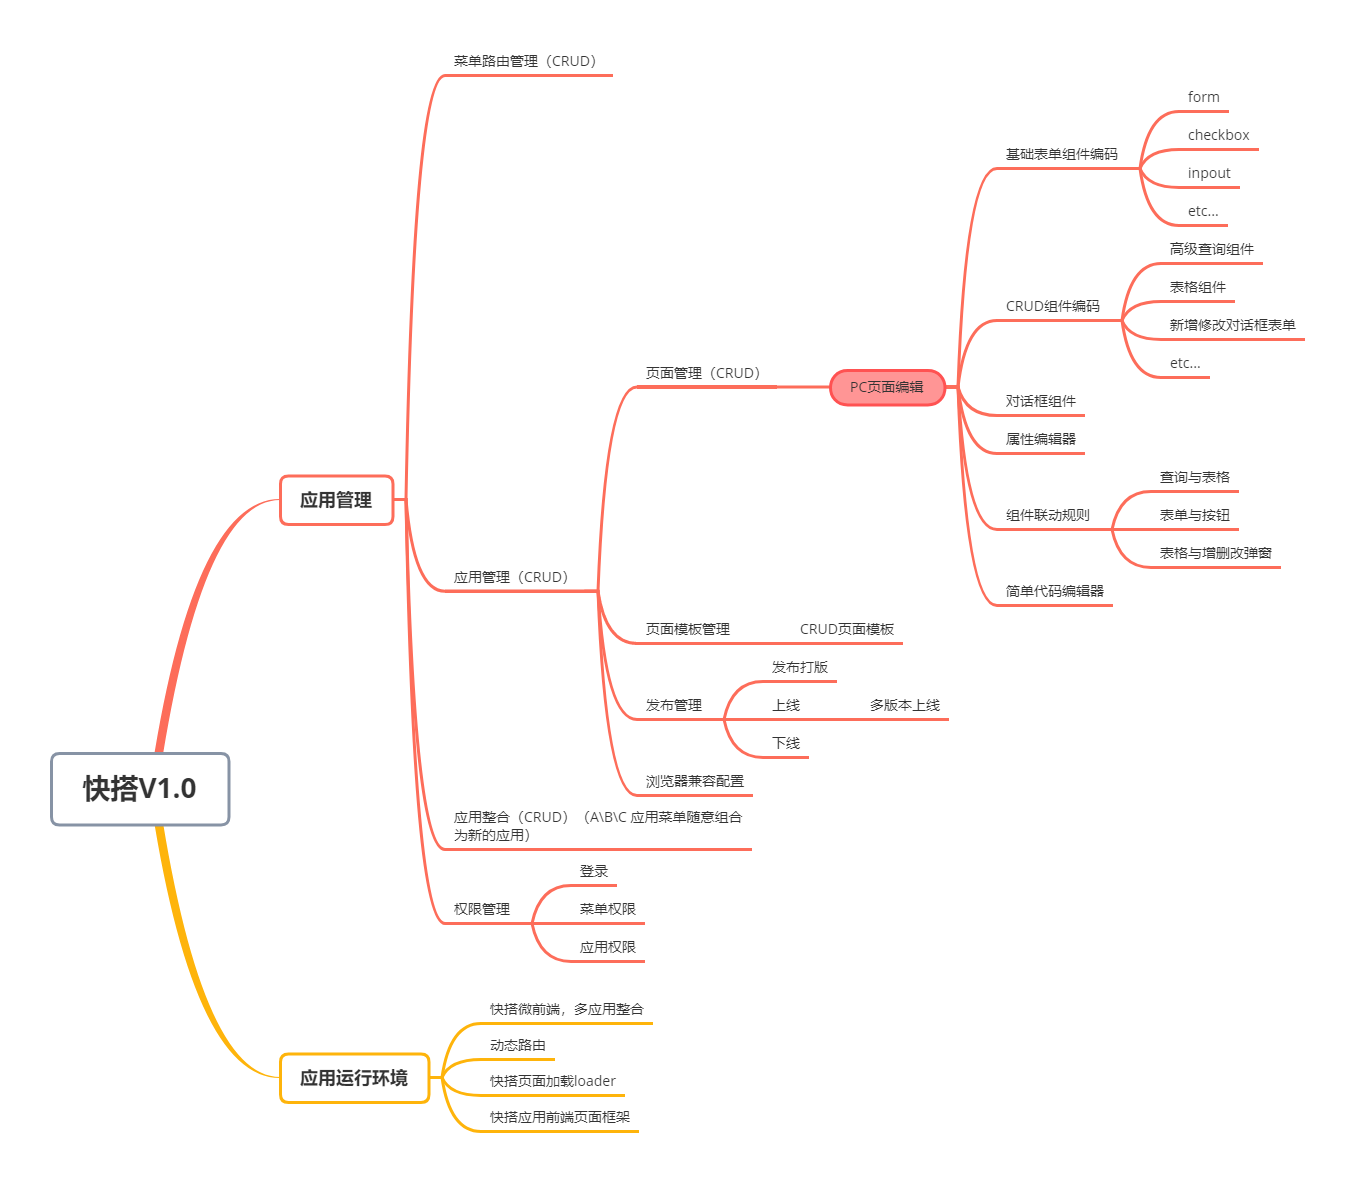 快搭V1.0
应用管理
菜单路由管理（CRUD）
应用管理（CRUD）
页面管理（CRUD）
PC页面编辑
基础表单组件编码
form
checkbox
inpout
etc...
CRUD组件编码
高级查询组件
表格组件
新增修改对话框表单
etc...
对话框组件
属性编辑器
组件联动规则
查询与表格
表单与按钮
表格与增删改弹窗
简单代码编辑器
页面模板管理
CRUD页面模板
发布管理
发布打版
上线
多版本上线
下线
浏览器兼容配置
应用整合（CRUD）（A\B\C 应用菜单随意组合
为新的应用）
权限管理
登录
菜单权限
应用权限
应用运行环境
快搭微前端，多应用整合
动态路由
快搭页面加载loader
快搭应用前端页面框架